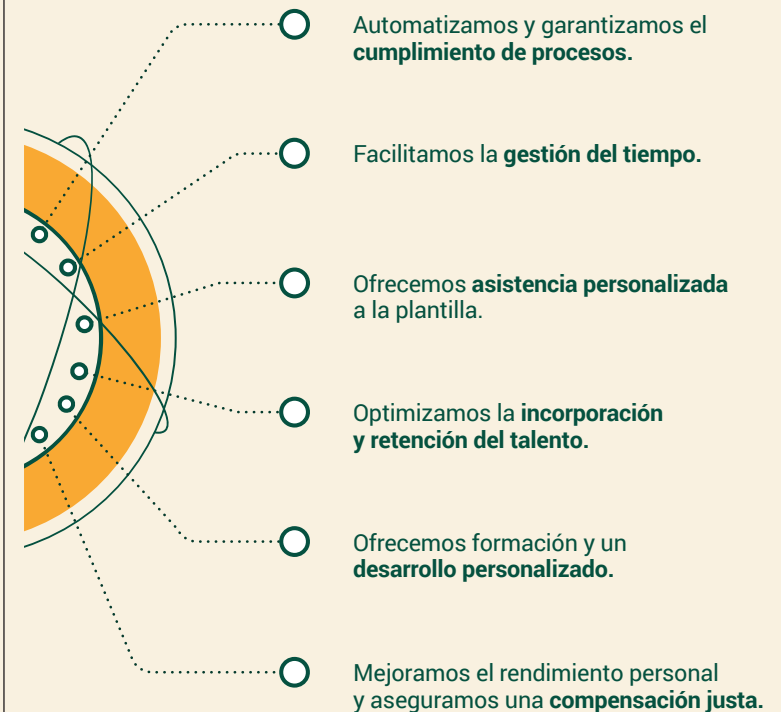 Automatizamos y garantizamos el
cumplimiento de procesos.
Facilitamos la gestión del tiempo.
Ofrecemos asistencia personalizada
a la plantilla.
Optimizamos la incorporación
y retención del talento.
Ofrecemos formación y un
desarrollo personalizado.
Mejoramos el rendimiento personal
y aseguramos una compensación justa.